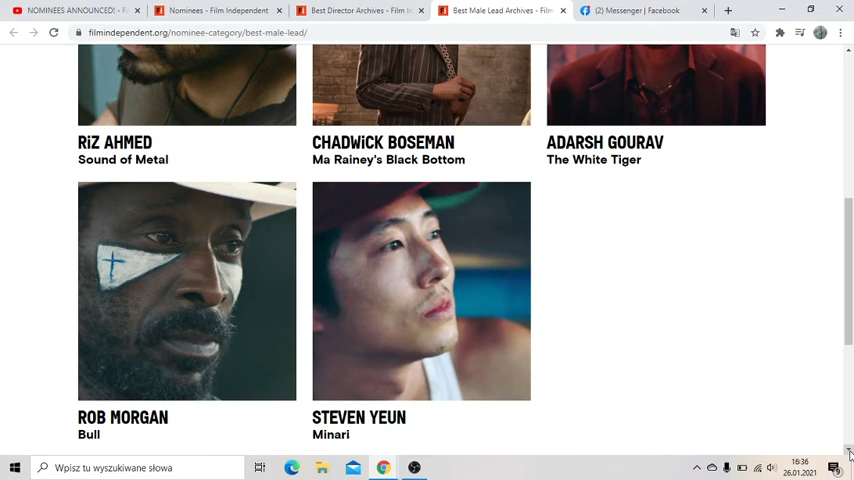 NOMINEES ANNOUNCED! - Film In
Nominees - Film Independent
Best Director Archives - Film In
Best Male Lead Archives - Film
(2) Messenger | Facebook
filmindependent.org/nominee-category/best-male-lead/
RiZ AHMED
Sound of Metal
CHADWiCK BOSEMAN
Ma Rainey's Black Bottom
ADARSH GOURAV
The White Tiger
ROB MORGAN
Bull
STEVEN YEUN
Minari
Wpisz tu wyszukiwane słowa
16:36
26.01.2021